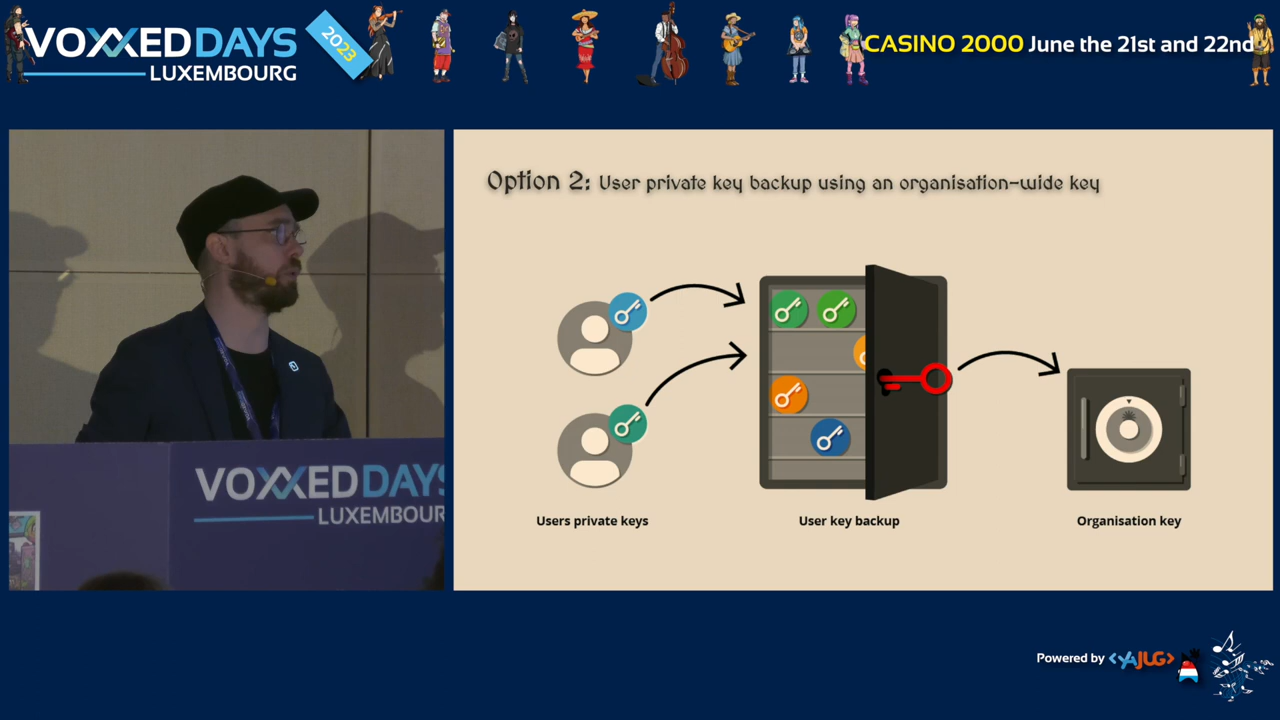 VOXXEDDAYS
LUXEMBOURG
2023
CASINO 2000 June the 21st and 22nd
Option 2: User private key backup using an organisation-wide key
Users private keys
User key backup
Organisation key
VOXXEDDAYS
LUXEMBOUR
Powered by <YAJUG>